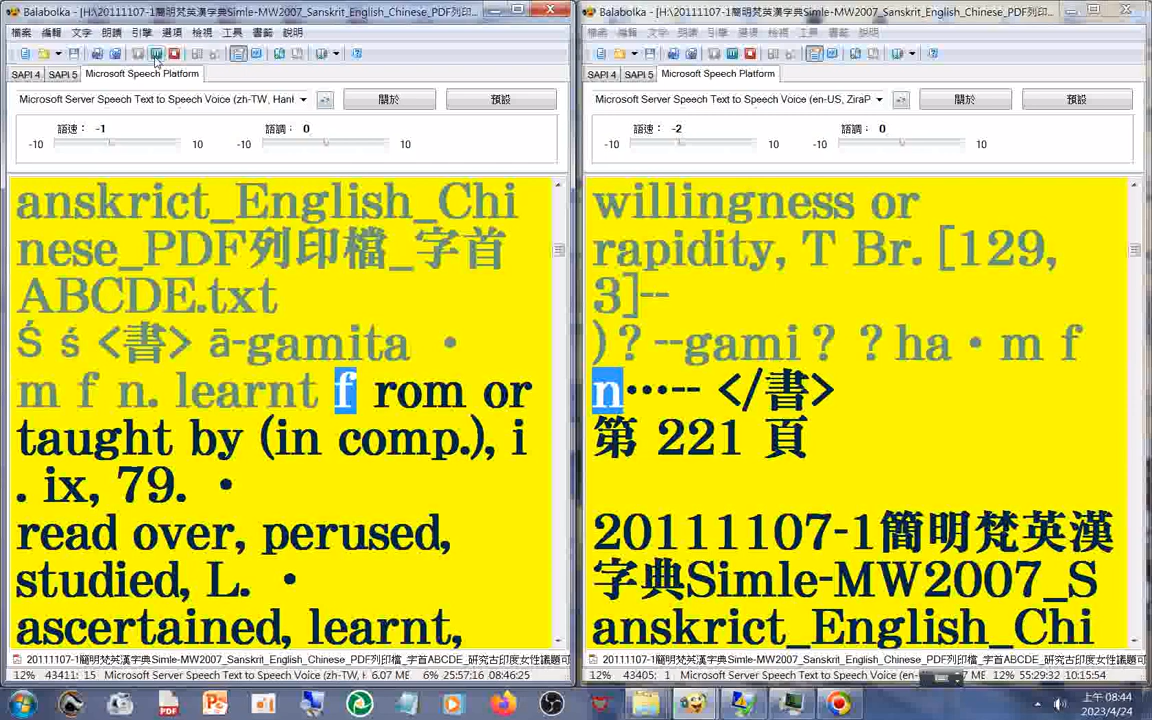 Balabolka - [H:\20111107-1簡明梵英漢字典Simle-MW2007_Sanskrit_English_Chinese_PDF列印...
檔案 編輯 文字 朗讀 引擎 選項 檢視 工具 書籤 說明
SAPI 4 SAPI 5 Microsoft Speech Platform
Microsoft Server Speech Text to Speech Voice (zh-TW, Hanl
關於 預設
語速： -1 語調： 0
-10 10 -10 10
anskrict_English_Chi
nese_PDF列印檔_字首
ABCDE.txt
Ś ś <書> ā-gamita •
m f n. learnt f rom or
taught by (in comp.), i
. ix, 79. •
read over, perused,
studied, L. •
ascertained, learnt,
20111107-1簡明梵英漢字典Simle-MW2007_Sanskrit_English_Chinese_PDF列印檔_字首ABCDE_研究古印度女性議題可
12% 43411: 15 Microsoft Server Speech Text to Speech Voice (zh-TW, H 6.07 MB 6% 25:57:16 08:46:25
Balabolka - [H:\20111107-1簡明梵英漢字典Simle-MW2007_Sanskrit_English_Chinese_PDF列印...
檔案 編輯 文字 朗讀 引擎 選項 檢視 工具 書籤 說明
SAPI 4 SAPI 5 Microsoft Speech Platform
Microsoft Server Speech Text to Speech Voice (en-US, ZiraP
關於 預設
語速： -2 語調： 0
-10 10 -10 10
willingness or
rapidity, T Br. [129,
3]--
)？--gami？？ha • m f
n…-- </書>
第 221 頁
20111107-1簡明梵英漢
字典Simle-MW2007_S
anskrict_English_Chi
20111107-1簡明梵英漢字典Simle-MW2007_Sanskrit_English_Chinese_PDF列印檔_字首ABCDE_研究古印度女性議題可
12% 43405: 1 Microsoft Server Speech Text to Speech Voice 12% 55:29:32 10:15:54
上午 08:44
2023/4/24